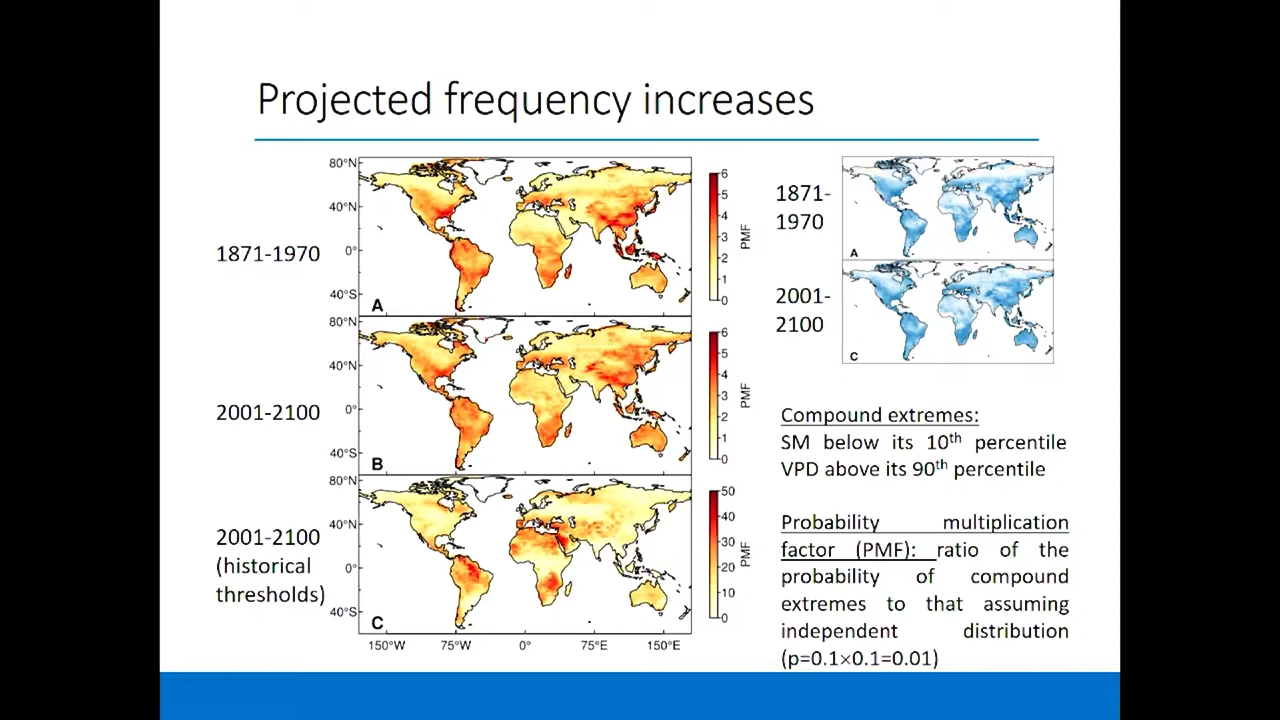 Projected frequency increases
1871-1970
80°N
40°N
0°
40°S
A
6
5
4
3
2
1
0
PMF
2001-2100
80°N
40°N
0°
40°S
B
6
5
4
3
2
1
0
PMF
2001-2100
(historical
thresholds)
80°N
40°N
0°
40°S
C
50
40
30
20
10
0
PMF
150°W 75°W 0° 75°E 150°E
1871-
1970
A
2001-
2100
C
Compound extremes:
SM below its 10th percentile
VPD above its 90th percentile
Probability multiplication
factor (PMF): ratio of the
probability of compound
extremes to that assuming
independent distribution
(p=0.1×0.1=0.01)